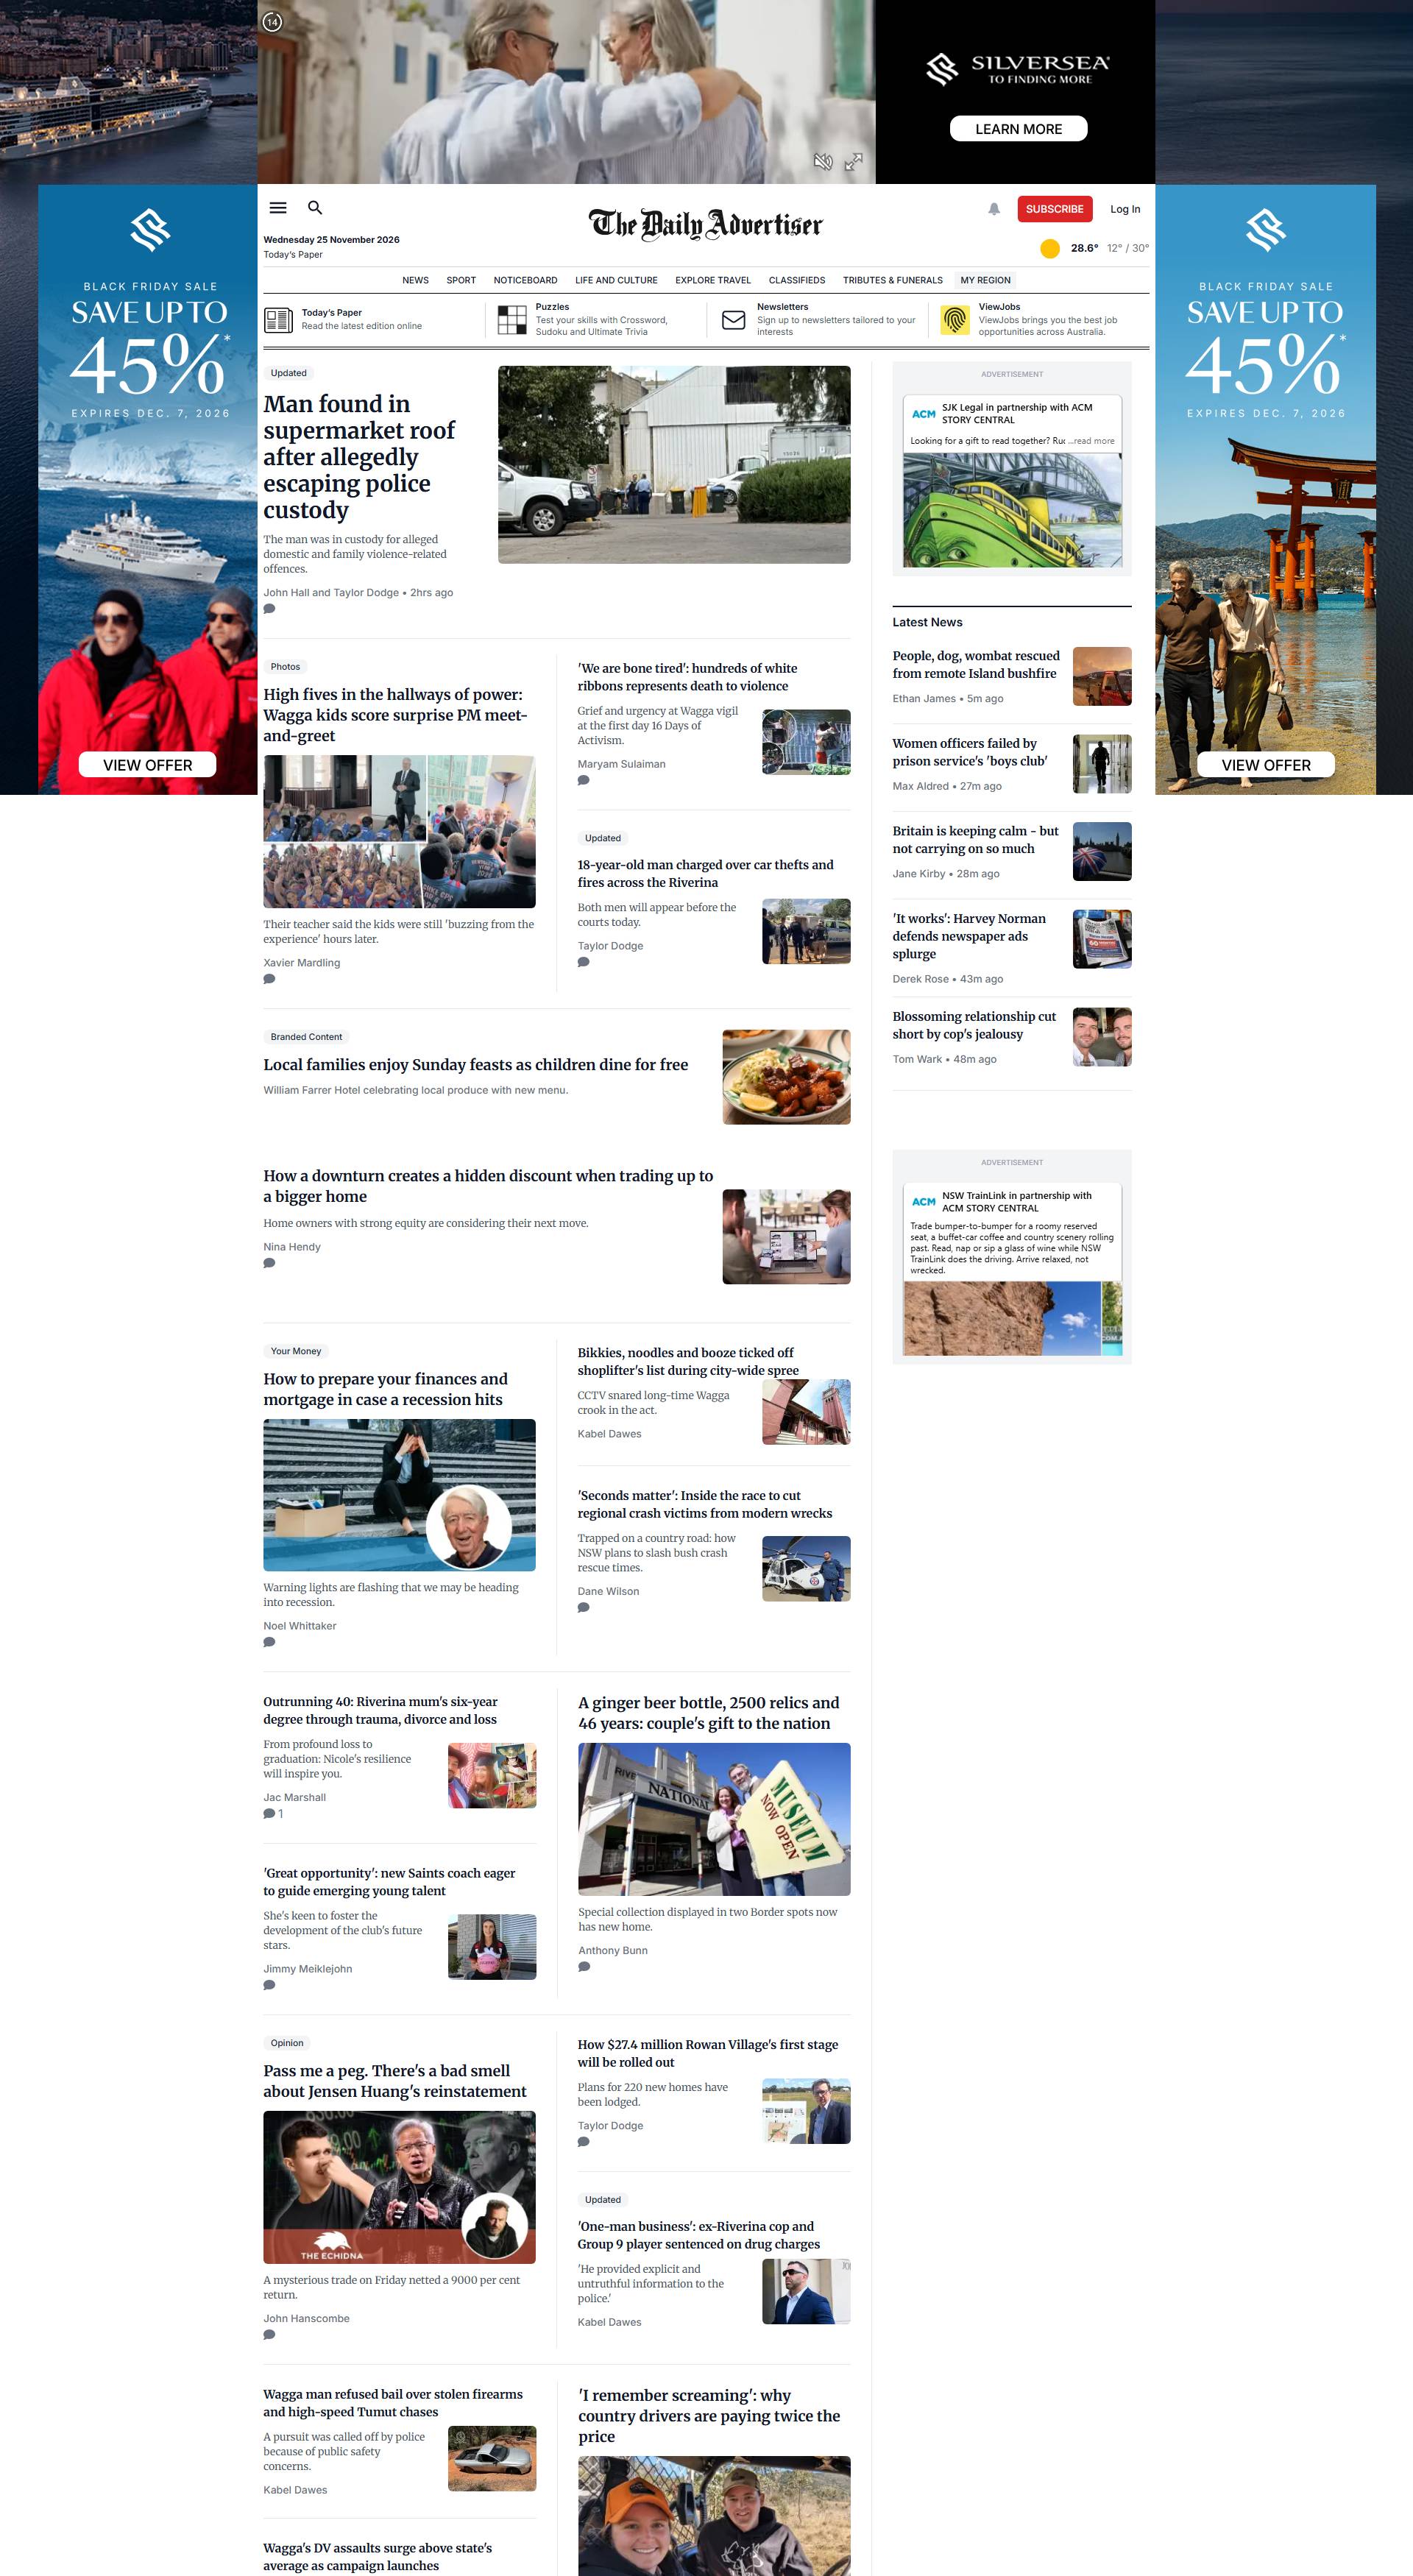 14
SILVERSEA
TO FINDING MORE
LEARN MORE
BLACK FRIDAY SALE
SAVE UP TO
45%*
EXPIRES DEC. 7, 2026
VIEW OFFER
The Daily Advertiser
SUBSCRIBE
Log In
Wednesday 25 November 2026
Today's Paper
28.6° 12° / 30°
NEWS SPORT NOTICEBOARD LIFE AND CULTURE EXPLORE TRAVEL CLASSIFIEDS TRIBUTES & FUNERALS MY REGION
Today's Paper
Read the latest edition online
Puzzles
Test your skills with Crossword,
Sudoku and Ultimate Trivia
Newsletters
Sign up to newsletters tailored to your
interests
ViewJobs
ViewJobs brings you the best job
opportunities across Australia.
Updated
Man found in
supermarket roof
after allegedly
escaping police
custody
The man was in custody for alleged
domestic and family violence-related
offences.
John Hall and Taylor Dodge • 2hrs ago
Photos
High fives in the hallways of power:
Wagga kids score surprise PM meet-
and-greet
Their teacher said the kids were still 'buzzing from the
experience' hours later.
Xavier Mardling
'We are bone tired': hundreds of white
ribbons represents death to violence
Grief and urgency at Wagga vigil
at the first day 16 Days of
Activism.
Maryam Sulaiman
Updated
18-year-old man charged over car thefts and
fires across the Riverina
Both men will appear before the
courts today.
Taylor Dodge
Branded Content
Local families enjoy Sunday feasts as children dine for free
William Farrer Hotel celebrating local produce with new menu.
How a downturn creates a hidden discount when trading up to
a bigger home
Home owners with strong equity are considering their next move.
Nina Hendy
Your Money
How to prepare your finances and
mortgage in case a recession hits
Warning lights are flashing that we may be heading
into recession.
Noel Whittaker
Bikkies, noodles and booze ticked off
shoplifter's list during city-wide spree
CCTV snared long-time Wagga
crook in the act.
Kabel Dawes
'Seconds matter': Inside the race to cut
regional crash victims from modern wrecks
Trapped on a country road: how
NSW plans to slash bush crash
rescue times.
Dane Wilson
Outrunning 40: Riverina mum's six-year
degree through trauma, divorce and loss
From profound loss to
graduation: Nicole's resilience
will inspire you.
Jac Marshall
1
'Great opportunity': new Saints coach eager
to guide emerging young talent
She's keen to foster the
development of the club's future
stars.
Jimmy Meiklejohn
A ginger beer bottle, 2500 relics and
46 years: couple's gift to the nation
NATIONAL
MUSEUM
NOW OPEN
Special collection displayed in two Border spots now
has new home.
Anthony Bunn
Opinion
Pass me a peg. There's a bad smell
about Jensen Huang's reinstatement
THE ECHIDNA
A mysterious trade on Friday netted a 9000 per cent
return.
John Hanscombe
How $27.4 million Rowan Village's first stage
will be rolled out
Plans for 220 new homes have
been lodged.
Taylor Dodge
Updated
'One-man business': ex-Riverina cop and
Group 9 player sentenced on drug charges
'He provided explicit and
untruthful information to the
police.'
Kabel Dawes
Wagga man refused bail over stolen firearms
and high-speed Tumut chases
A pursuit was called off by police
because of public safety
concerns.
Kabel Dawes
Wagga's DV assaults surge above state's
average as campaign launches
'I remember screaming': why
country drivers are paying twice the
price
ADVERTISEMENT
ACM
SJK Legal in partnership with ACM
STORY CENTRAL
Looking for a gift to read together? Ruc ...read more
Latest News
People, dog, wombat rescued
from remote Island bushfire
Ethan James • 5m ago
Women officers failed by
prison service's 'boys club'
Max Aldred • 27m ago
Britain is keeping calm - but
not carrying on so much
Jane Kirby • 28m ago
'It works': Harvey Norman
defends newspaper ads
splurge
Derek Rose • 43m ago
Blossoming relationship cut
short by cop's jealousy
Tom Wark • 48m ago
ADVERTISEMENT
ACM
NSW TrainLink in partnership with
ACM STORY CENTRAL
Trade bumper-to-bumper for a roomy reserved
seat, a buffet-car coffee and country scenery rolling
past. Read, nap or sip a glass of wine while NSW
TrainLink does the driving. Arrive relaxed, not
wrecked.
BLACK FRIDAY SALE
SAVE UP TO
45%*
EXPIRES DEC. 7, 2026
VIEW OFFER